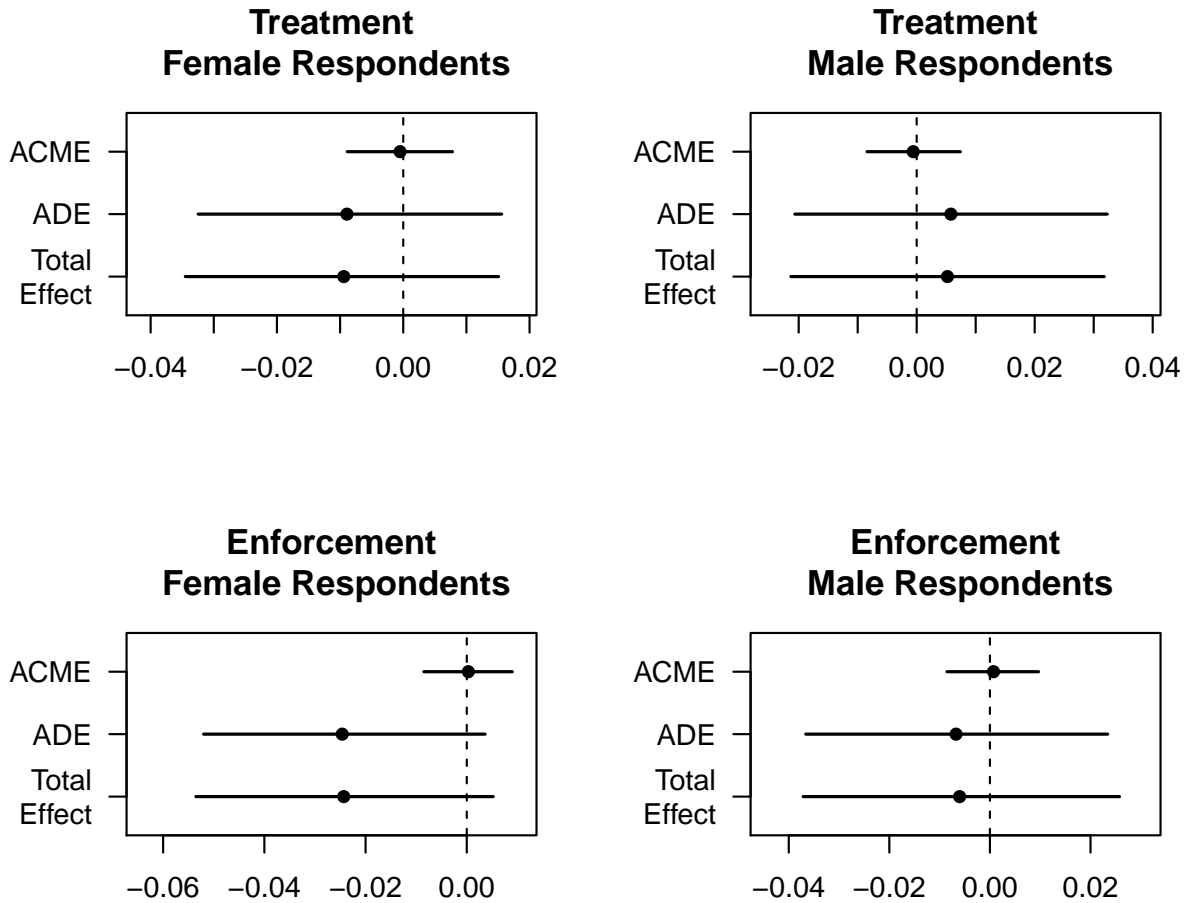 Treatment
Female Respondents
ACME
ADE
Total
Effect
−0.04 −0.02 0.00 0.02
Treatment
Male Respondents
ACME
ADE
Total
Effect
−0.02 0.00 0.02 0.04
Enforcement
Female Respondents
ACME
ADE
Total
Effect
−0.06 −0.04 −0.02 0.00
Enforcement
Male Respondents
ACME
ADE
Total
Effect
−0.04 −0.02 0.00 0.02